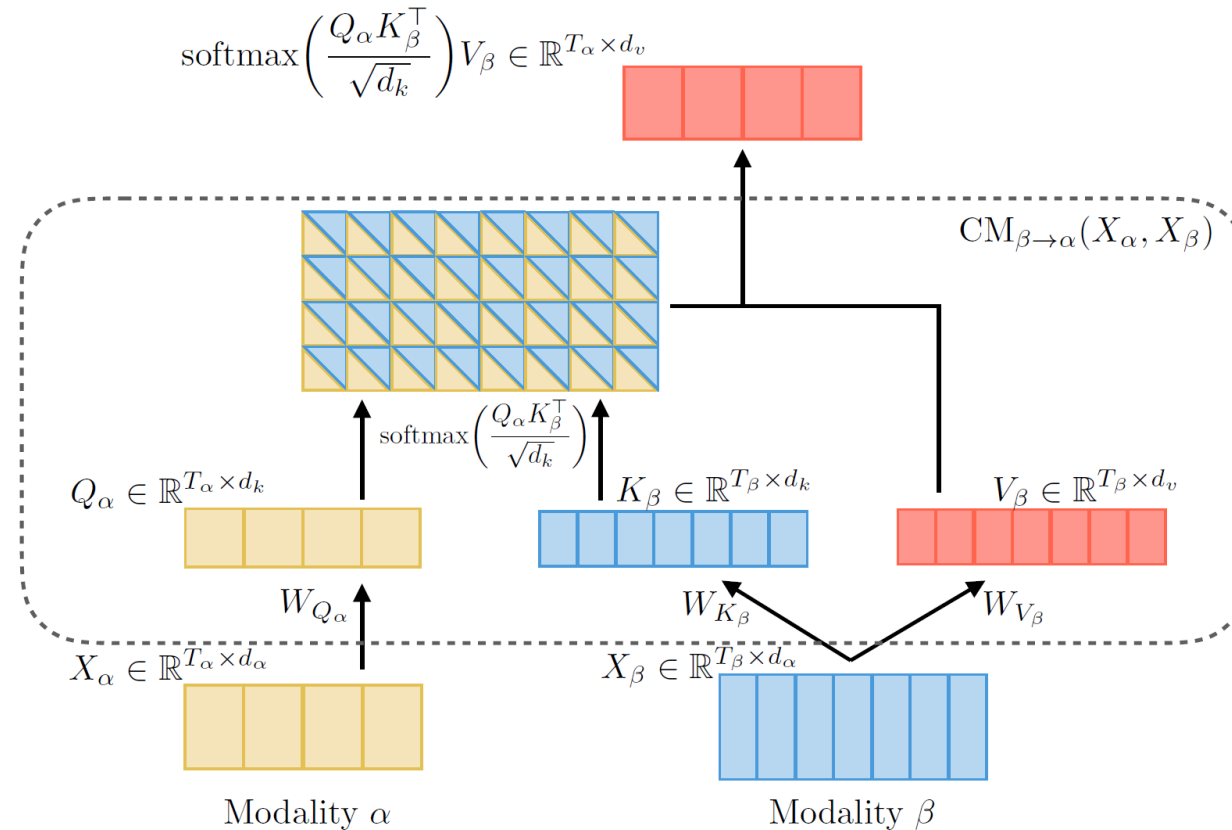 softmax(Q_α K_β^⊤ / √d_k) V_β ∈ ℝ^{T_α×d_v}
CM_{β→α}(X_α, X_β)
softmax(Q_α K_β^⊤ / √d_k)
Q_α ∈ ℝ^{T_α×d_k}
K_β ∈ ℝ^{T_β×d_k}
V_β ∈ ℝ^{T_β×d_v}
W_{Q_α}
W_{K_β}
W_{V_β}
X_α ∈ ℝ^{T_α×d_α}
X_β ∈ ℝ^{T_β×d_α}
Modality α
Modality β